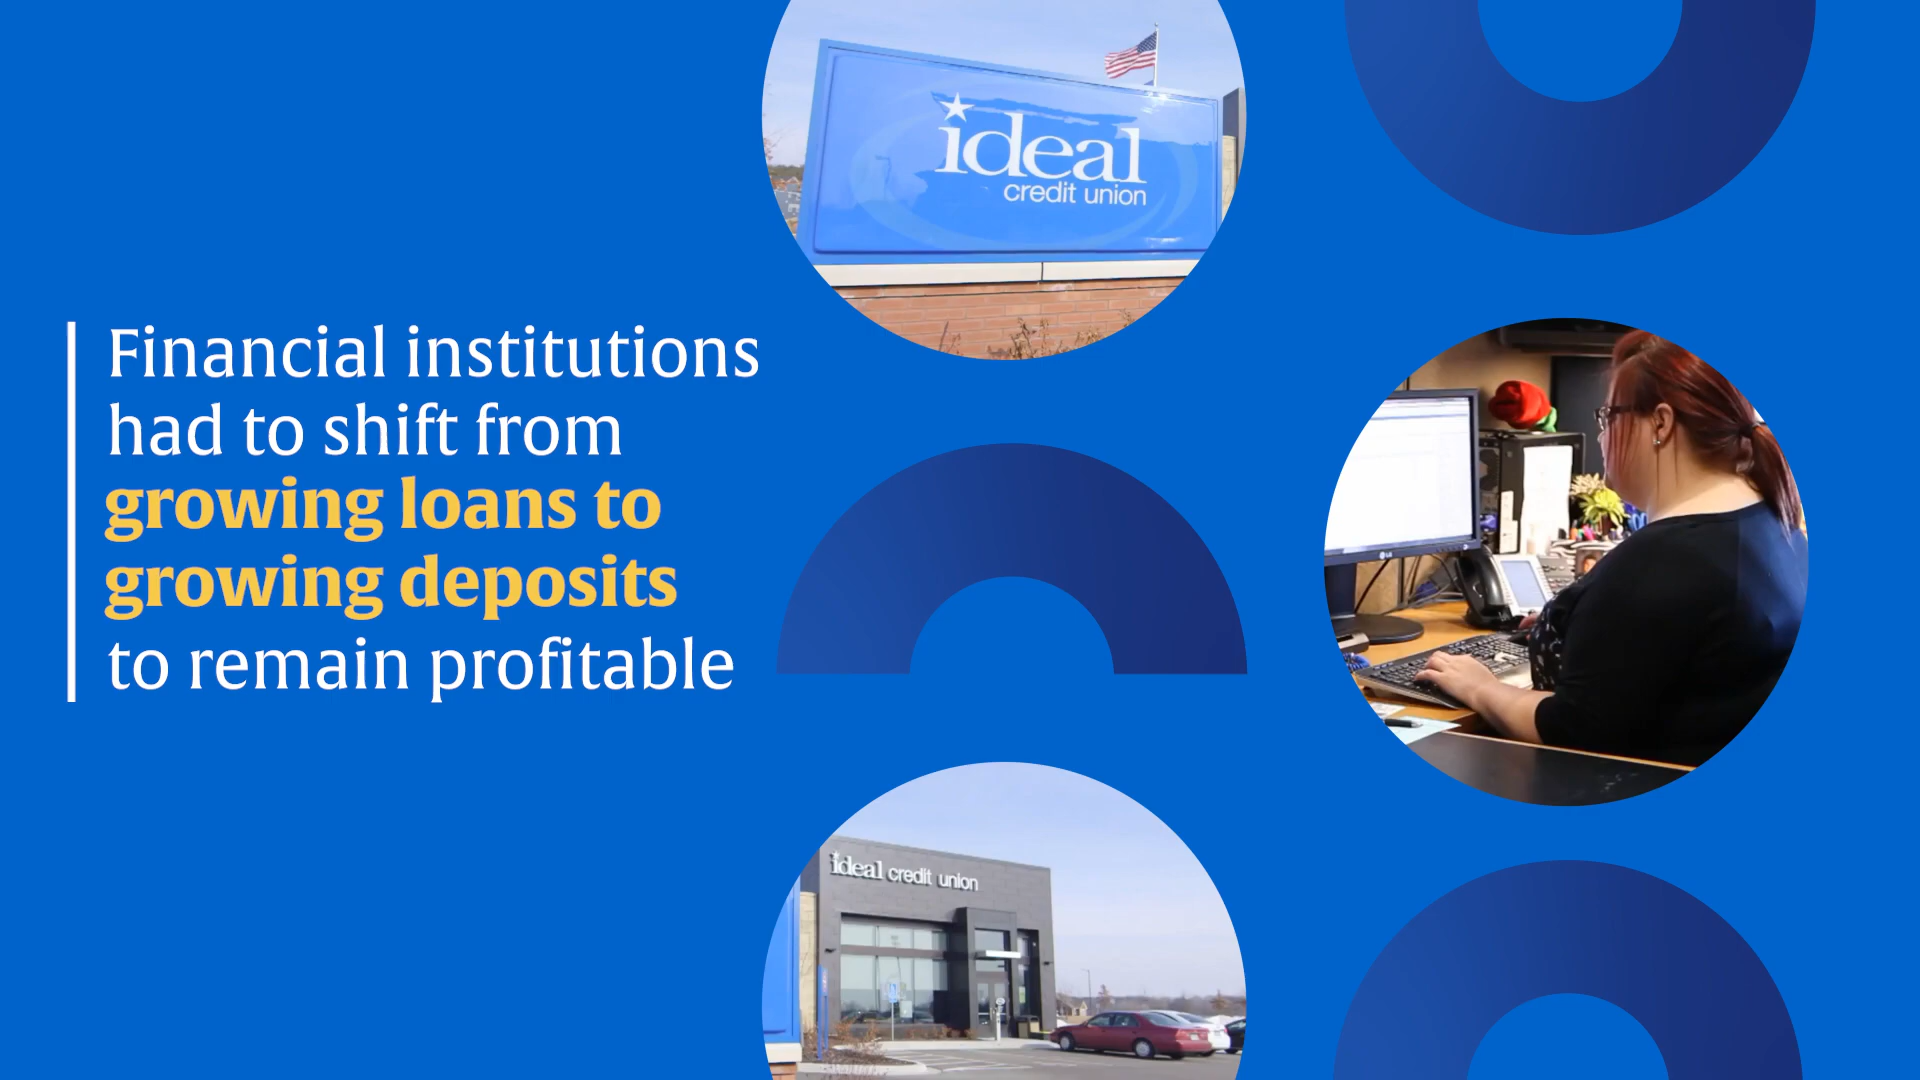 Financial institutions
had to shift from
growing loans to
growing deposits
to remain profitable
ideal
credit union
ideal credit union